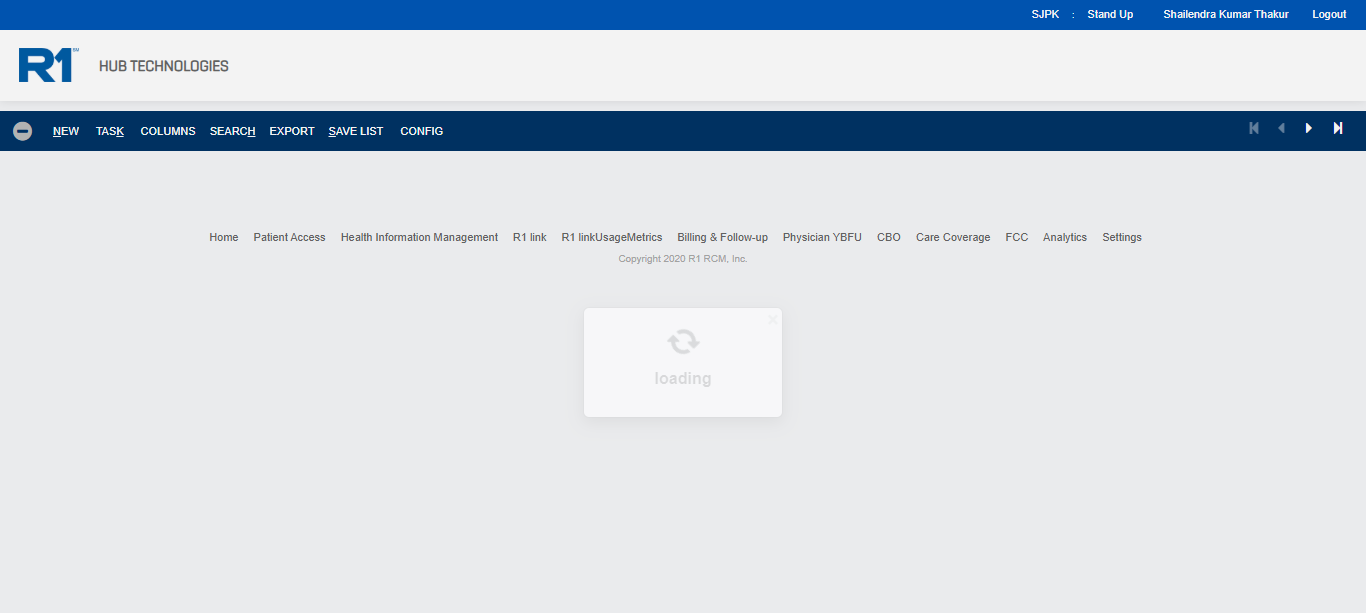 SJPK : Stand Up Shailendra Kumar Thakur Logout
R1 SM HUB TECHNOLOGIES
NEW TASK COLUMNS SEARCH EXPORT SAVE LIST CONFIG
Home Patient Access Health Information Management R1 link R1 linkUsageMetrics Billing & Follow-up Physician YBFU CBO Care Coverage FCC Analytics Settings
Copyright 2020 R1 RCM, Inc.
loading